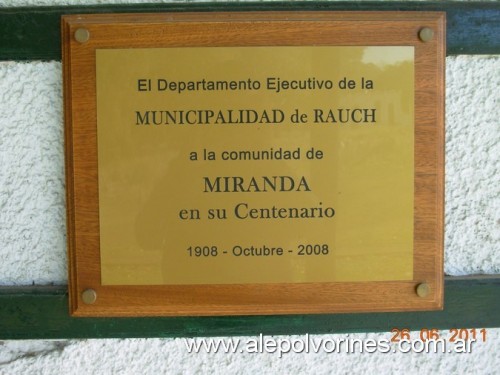 El Departamento Ejecutivo de la
MUNICIPALIDAD de RAUCH
a la comunidad de
MIRANDA
en su Centenario
1908 - Octubre - 2008
26 06 2011
www.alepolvorines.com.ar